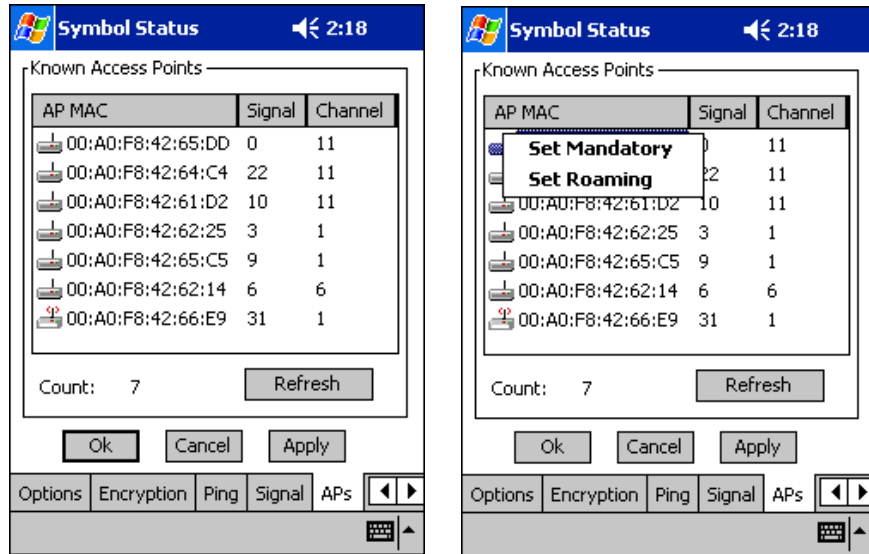 Symbol Status 2:18
Known Access Points
AP MAC Signal Channel
00:A0:F8:42:65:DD 0 11
00:A0:F8:42:64:C4 22 11
00:A0:F8:42:61:D2 10 11
00:A0:F8:42:62:25 3 1
00:A0:F8:42:65:C5 9 1
00:A0:F8:42:62:14 6 6
00:A0:F8:42:66:E9 31 1
Count: 7 Refresh
Ok Cancel Apply
Options Encryption Ping Signal APs
Symbol Status 2:18
Known Access Points
AP MAC Signal Channel
Set Mandatory 11
Set Roaming 22 11
00:A0:F8:42:61:D2 10 11
00:A0:F8:42:62:25 3 1
00:A0:F8:42:65:C5 9 1
00:A0:F8:42:62:14 6 6
00:A0:F8:42:66:E9 31 1
Count: 7 Refresh
Ok Cancel Apply
Options Encryption Ping Signal APs